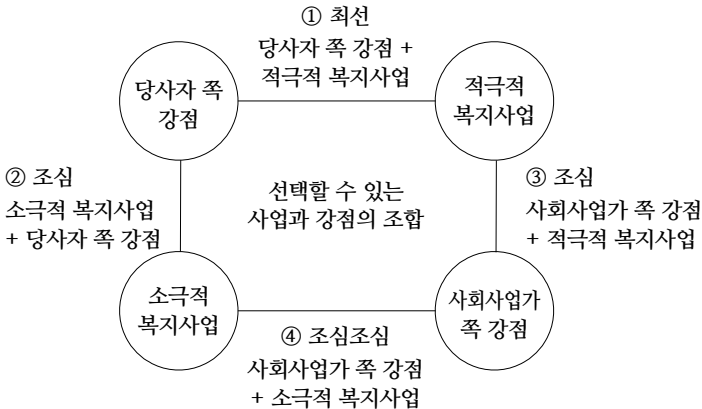 ① 최선
당사자 쪽 강점 +
적극적 복지사업
당사자 쪽
강점
적극적
복지사업
② 조심
소극적 복지사업
+ 당사자 쪽 강점
선택할 수 있는
사업과 강점의 조합
③ 조심
사회사업가 쪽 강점
+ 적극적 복지사업
소극적
복지사업
사회사업가
쪽 강점
④ 조심조심
사회사업가 쪽 강점
+ 소극적 복지사업